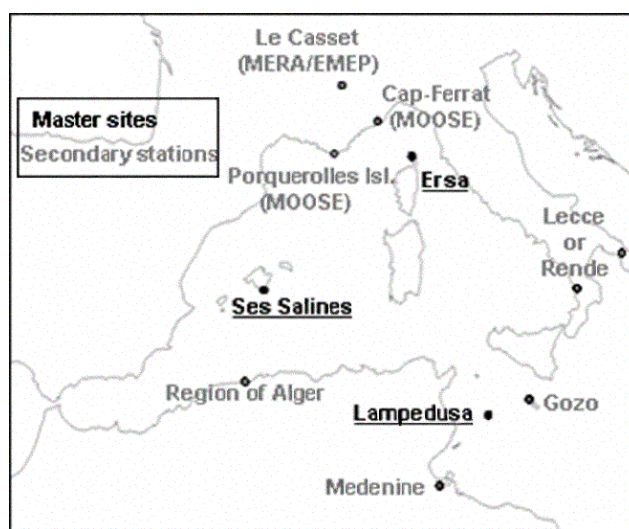 Le Casset
(MERA/EMEP)
Cap-Ferrat
(MOOSE)
Master sites
Secondary stations
Porquerolles Isl.
(MOOSE)
Ersa
Lecce
or
Rende
Ses Salines
Region of Alger
Lampedusa
Gozo
Medenine